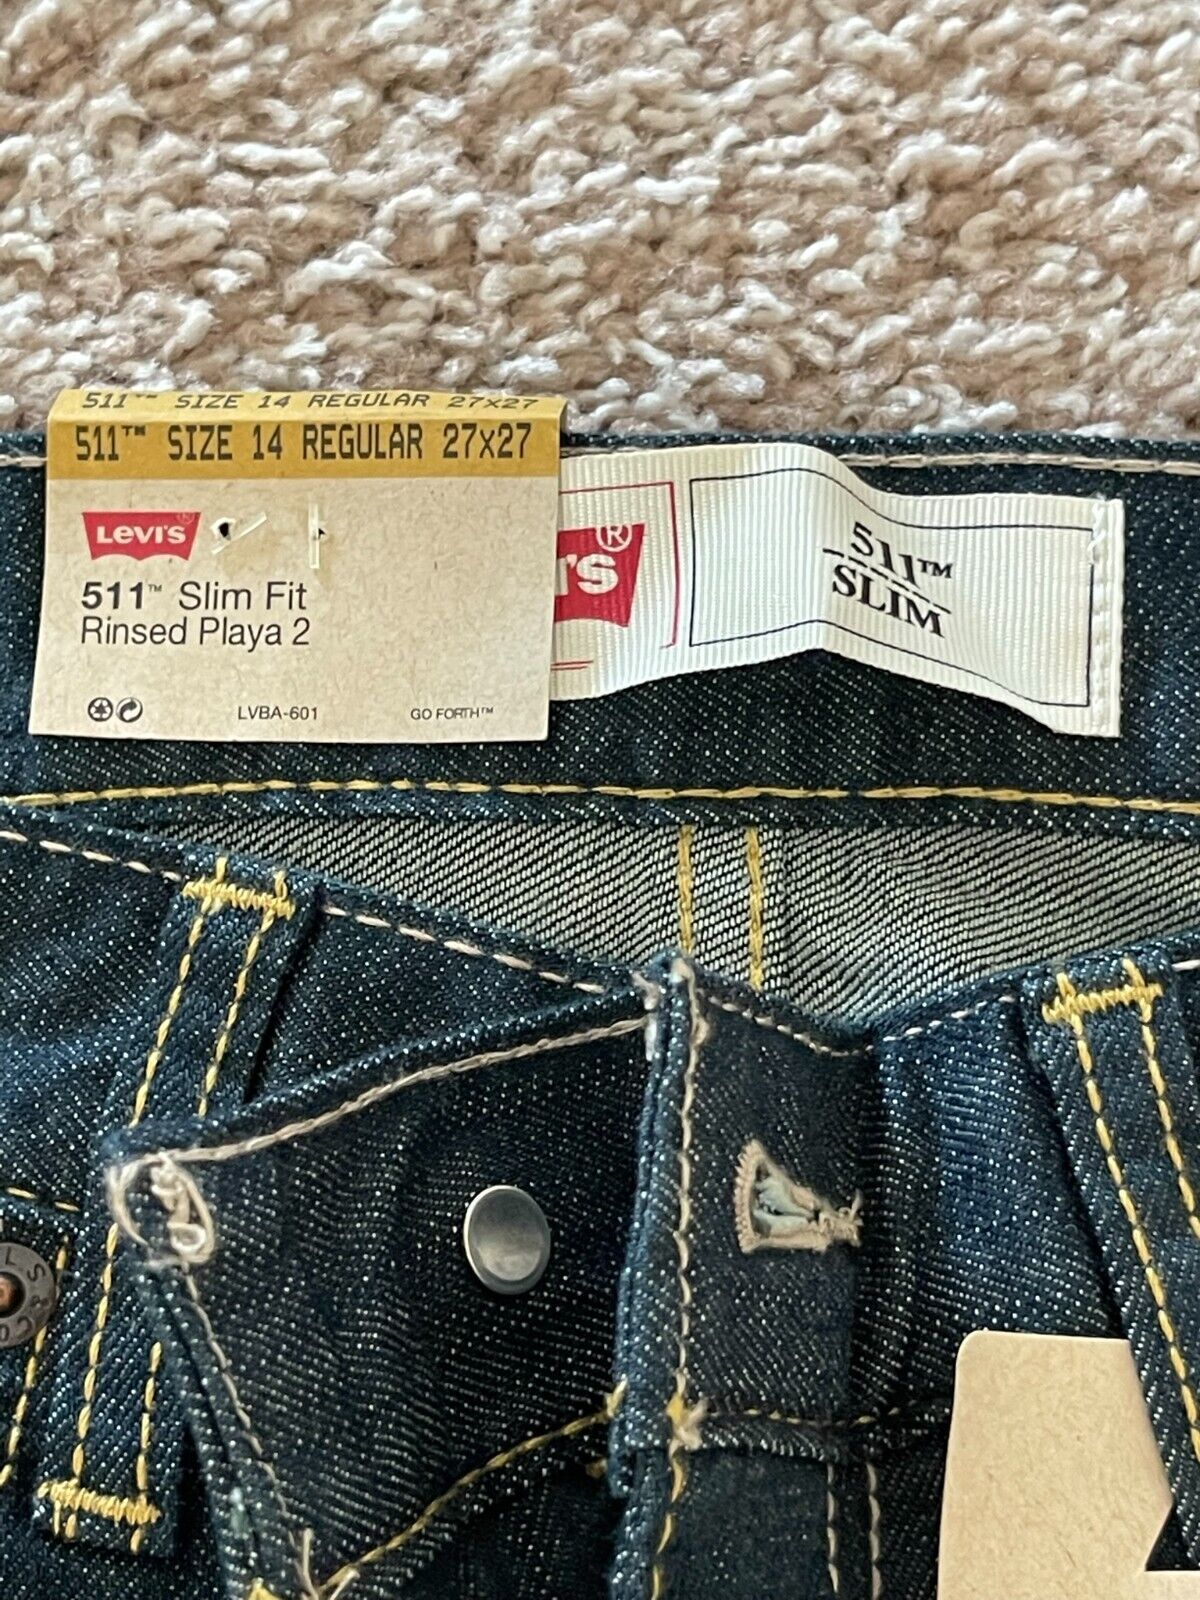 511™ SIZE 14 REGULAR 27x27
511™ SIZE 14 REGULAR 27x27
LEVI'S®
511™ Slim Fit
Rinsed Playa 2
LVBA-601
GO FORTH™
I'S®
511™
SLIM
L S & CO